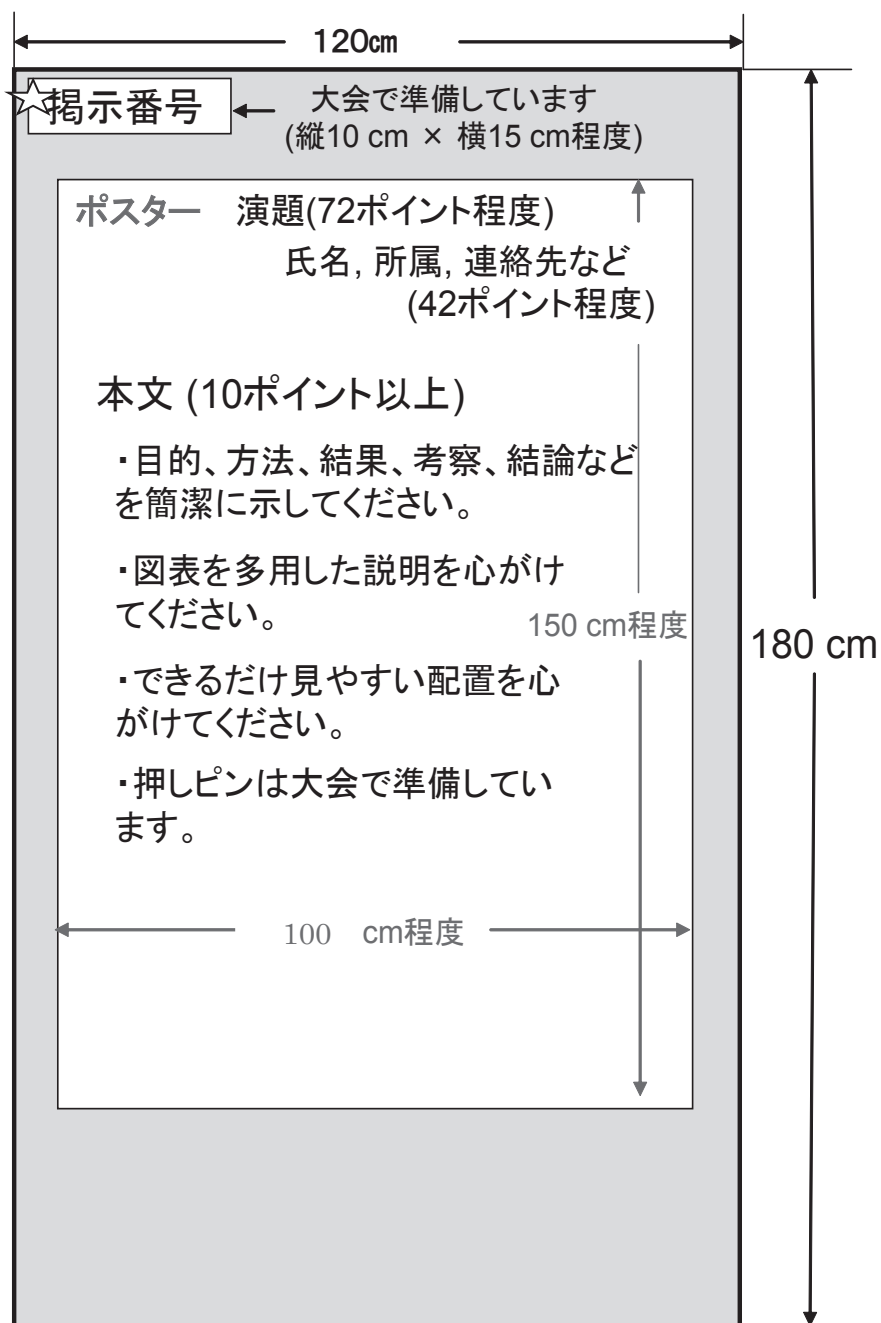 120㎝
掲示番号
大会で準備しています
(縦10 cm × 横15 cm程度)
ポスター 演題(72ポイント程度)
氏名, 所属, 連絡先など
(42ポイント程度)
本文 (10ポイント以上)
・目的、方法、結果、考察、結論など
を簡潔に示してください。
・図表を多用した説明を心がけ
てください。
150 cm程度
180 cm
・できるだけ見やすい配置を心
がけてください。
・押しピンは大会で準備してい
ます。
100 cm程度